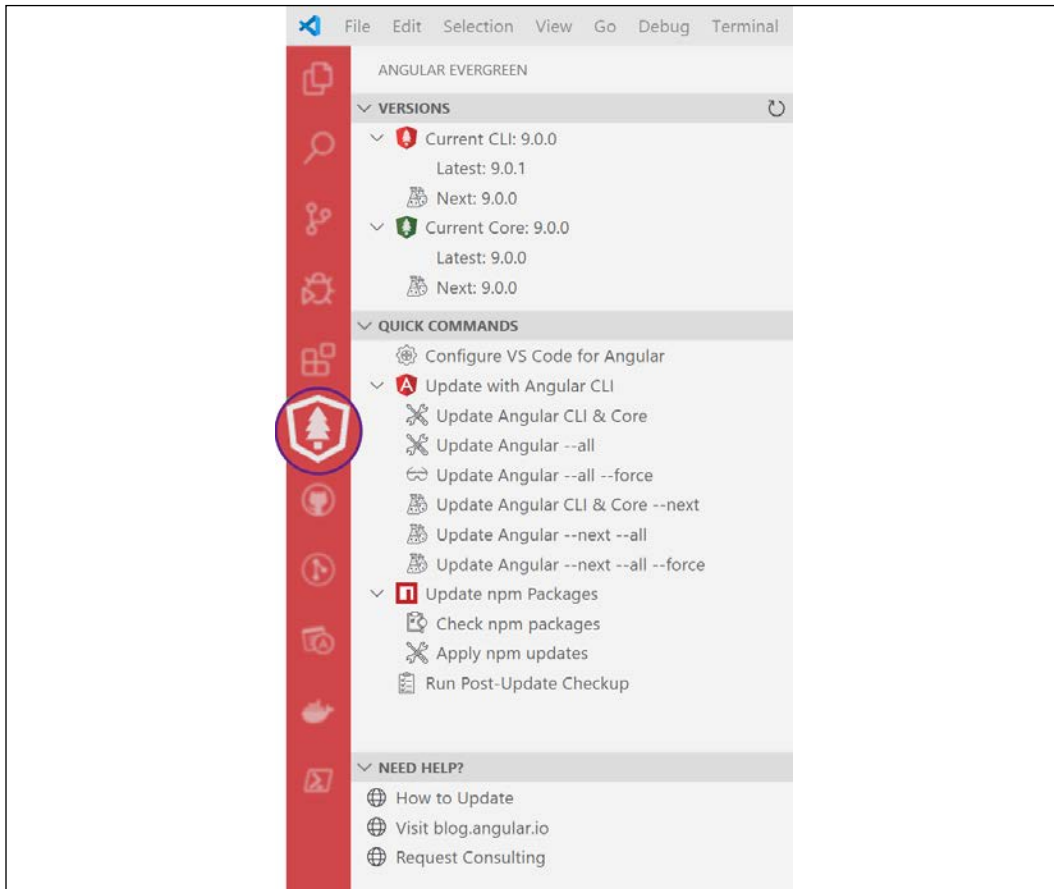 File Edit Selection View Go Debug Terminal
ANGULAR EVERGREEN
VERSIONS
Current CLI: 9.0.0
Latest: 9.0.1
Next: 9.0.0
Current Core: 9.0.0
Latest: 9.0.0
Next: 9.0.0
QUICK COMMANDS
Configure VS Code for Angular
Update with Angular CLI
Update Angular CLI & Core
Update Angular --all
Update Angular --all --force
Update Angular CLI & Core --next
Update Angular --next --all
Update Angular --next --all --force
Update npm Packages
Check npm packages
Apply npm updates
Run Post-Update Checkup
NEED HELP?
How to Update
Visit blog.angular.io
Request Consulting